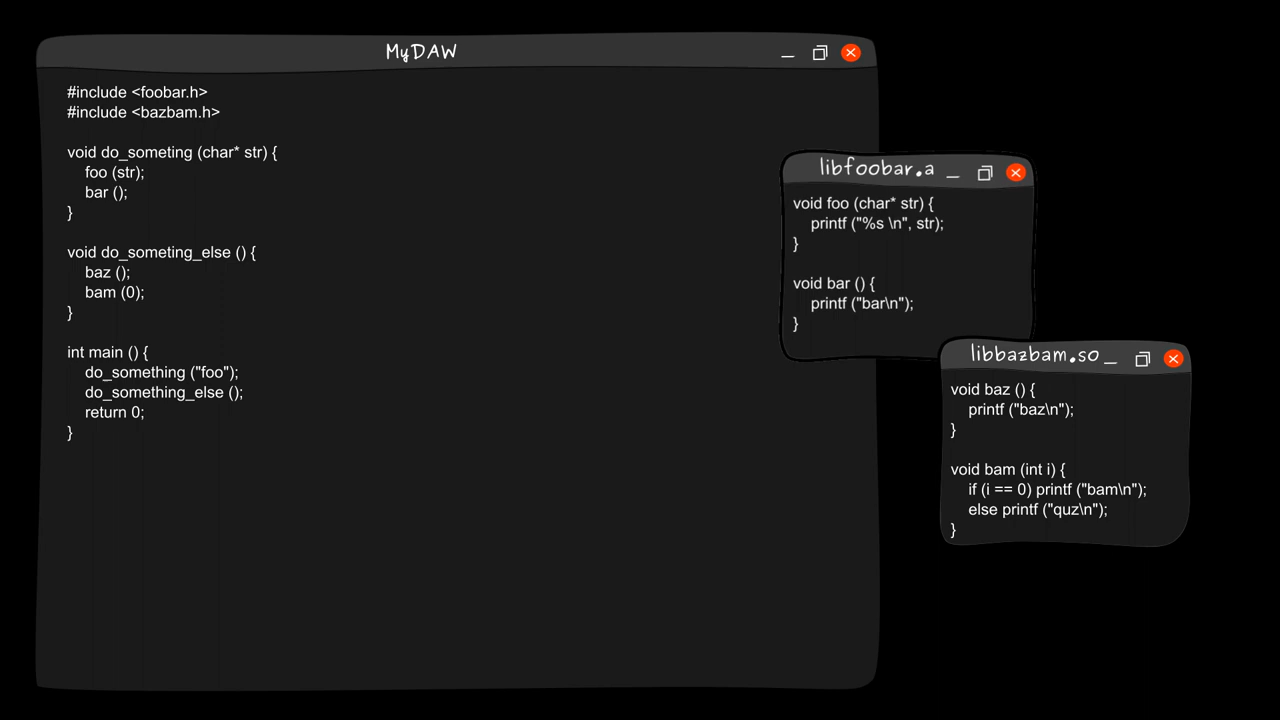 MyDAW
#include <foobar.h>
#include <bazbam.h>
void do_someting (char* str) {
foo (str);
bar ();
}
void do_someting_else () {
baz ();
bam (0);
}
int main () {
do_something ("foo");
do_something_else ();
return 0;
}
libfoobar.a
void foo (char* str) {
printf ("%s \n", str);
}
void bar () {
printf ("bar\n");
}
libbazbam.so
void baz () {
printf ("baz\n");
}
void bam (int i) {
if (i == 0) printf ("bam\n");
else printf ("quz\n");
}